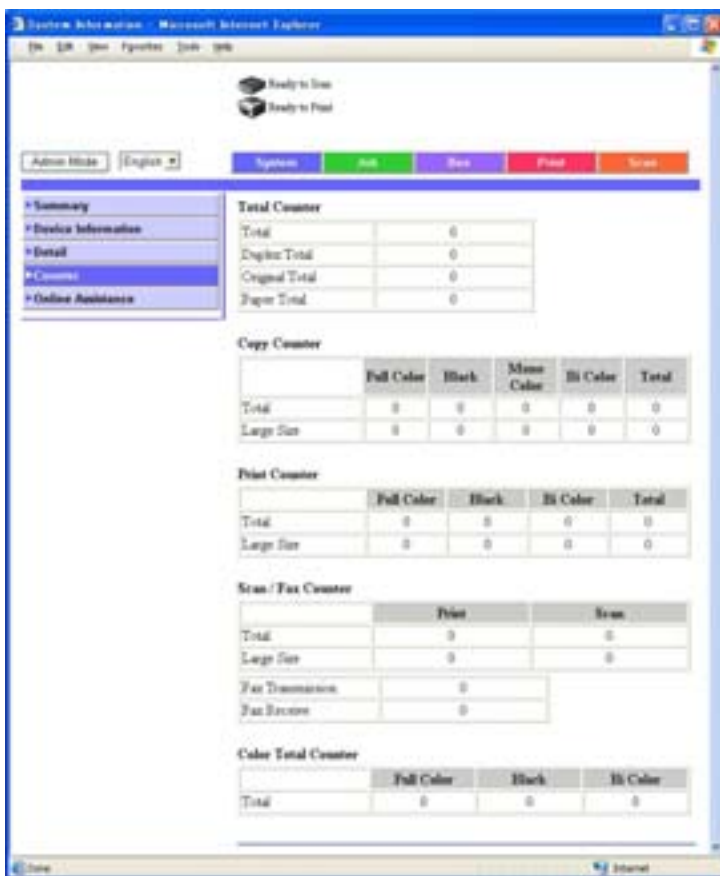 System Information - Microsoft Internet Explorer
File Edit View Favorites Tools Help
Ready to Scan
Ready to Print
Admin Mode English
System Job Box Print Scan
Summary
Device Information
Detail
Counter
Online Assistance
Total Counter
Total 0
Duplex Total 0
Original Total 0
Paper Total 0
Copy Counter
Full Color Black Mono Color Bi Color Total
Total 0 0 0 0 0
Large Size 0 0 0 0 0
Print Counter
Full Color Black Bi Color Total
Total 0 0 0 0
Large Size 0 0 0 0
Scan / Fax Counter
Print Scan
Total 0 0
Large Size 0 0
Fax Transmission 0
Fax Receive 0
Color Total Counter
Full Color Black Bi Color
Total 0 0 0
Done Internet